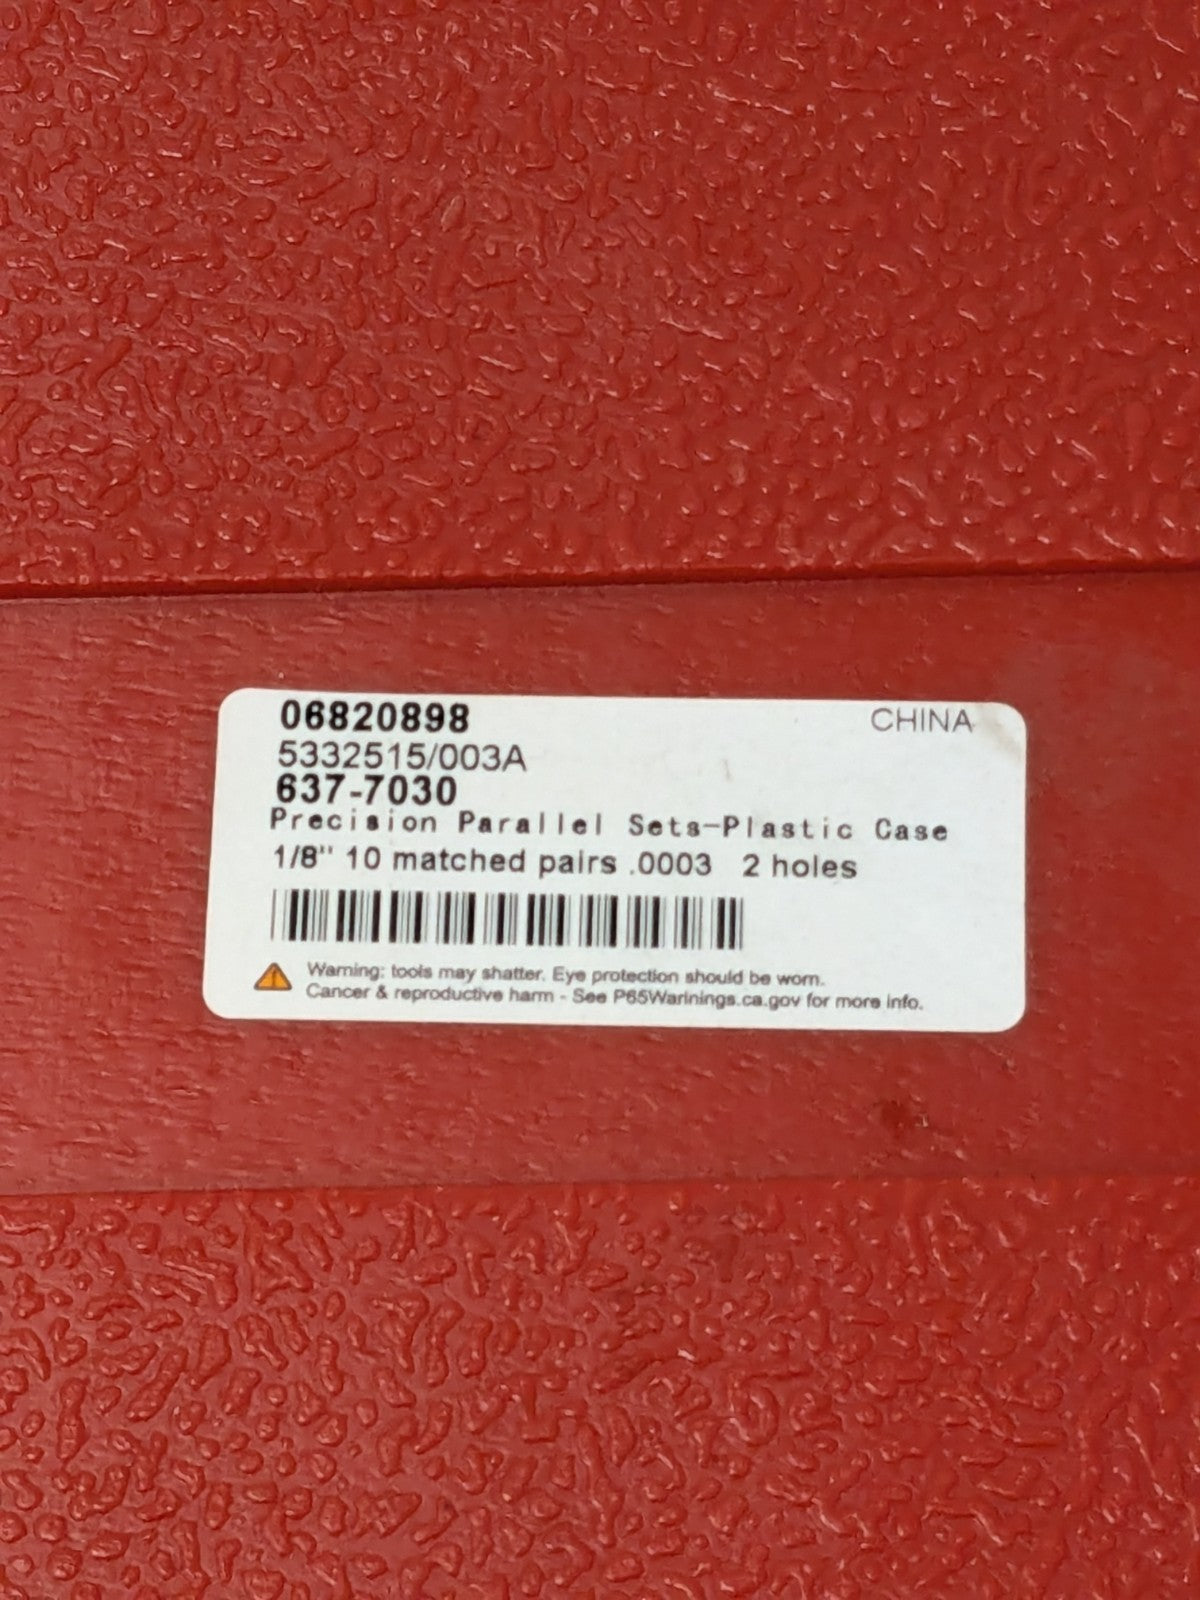 06820898
CHINA
5332515/003A
637-7030
Precision Parallel Sets-Plastic Case
1/8" 10 matched pairs .0003 2 holes
Warning: tools may shatter. Eye protection should be worn.
Cancer & reproductive harm - See P65Warinings.ca.gov for more info.